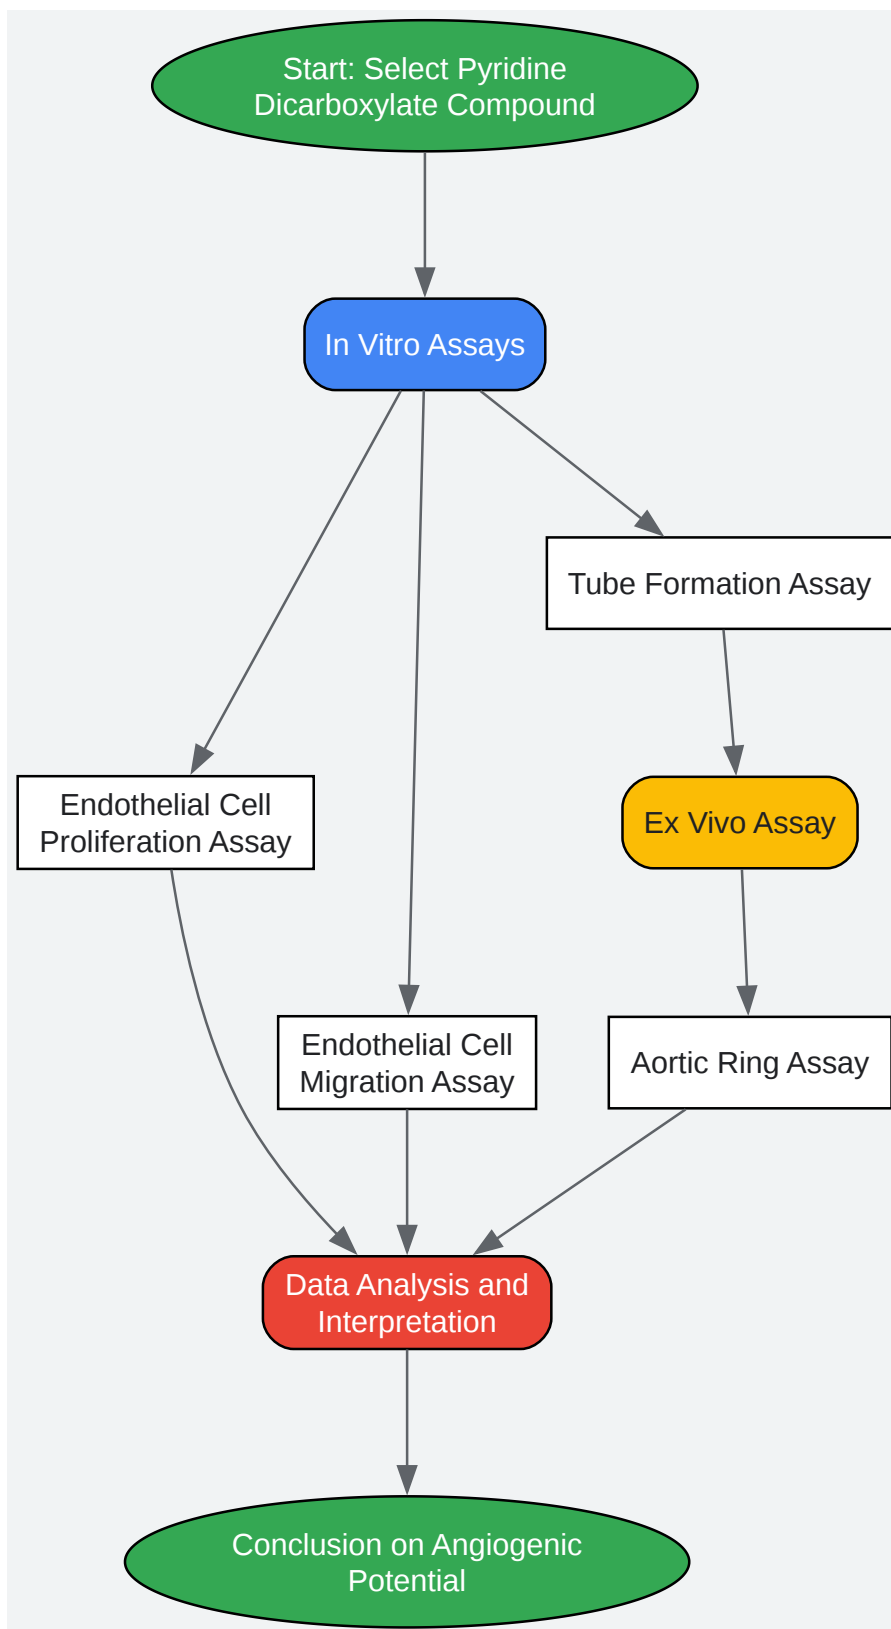 Start: Select Pyridine
Dicarboxylate Compound
In Vitro Assays
Tube Formation Assay
Endothelial Cell
Proliferation Assay
Ex Vivo Assay
Endothelial Cell
Migration Assay
Aortic Ring Assay
Data Analysis and
Interpretation
Conclusion on Angiogenic
Potential